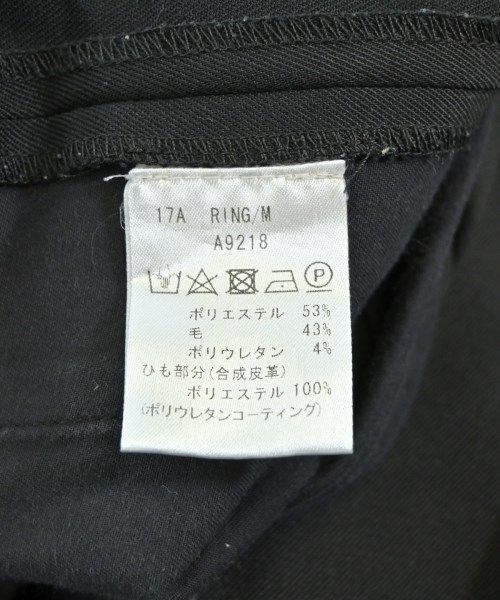 17A RING/M
A9218
P
ポリエステル 53%
毛 43%
ポリウレタン 4%
ひも部分(合成皮革)
ポリエステル 100%
(ポリウレタンコーティング)